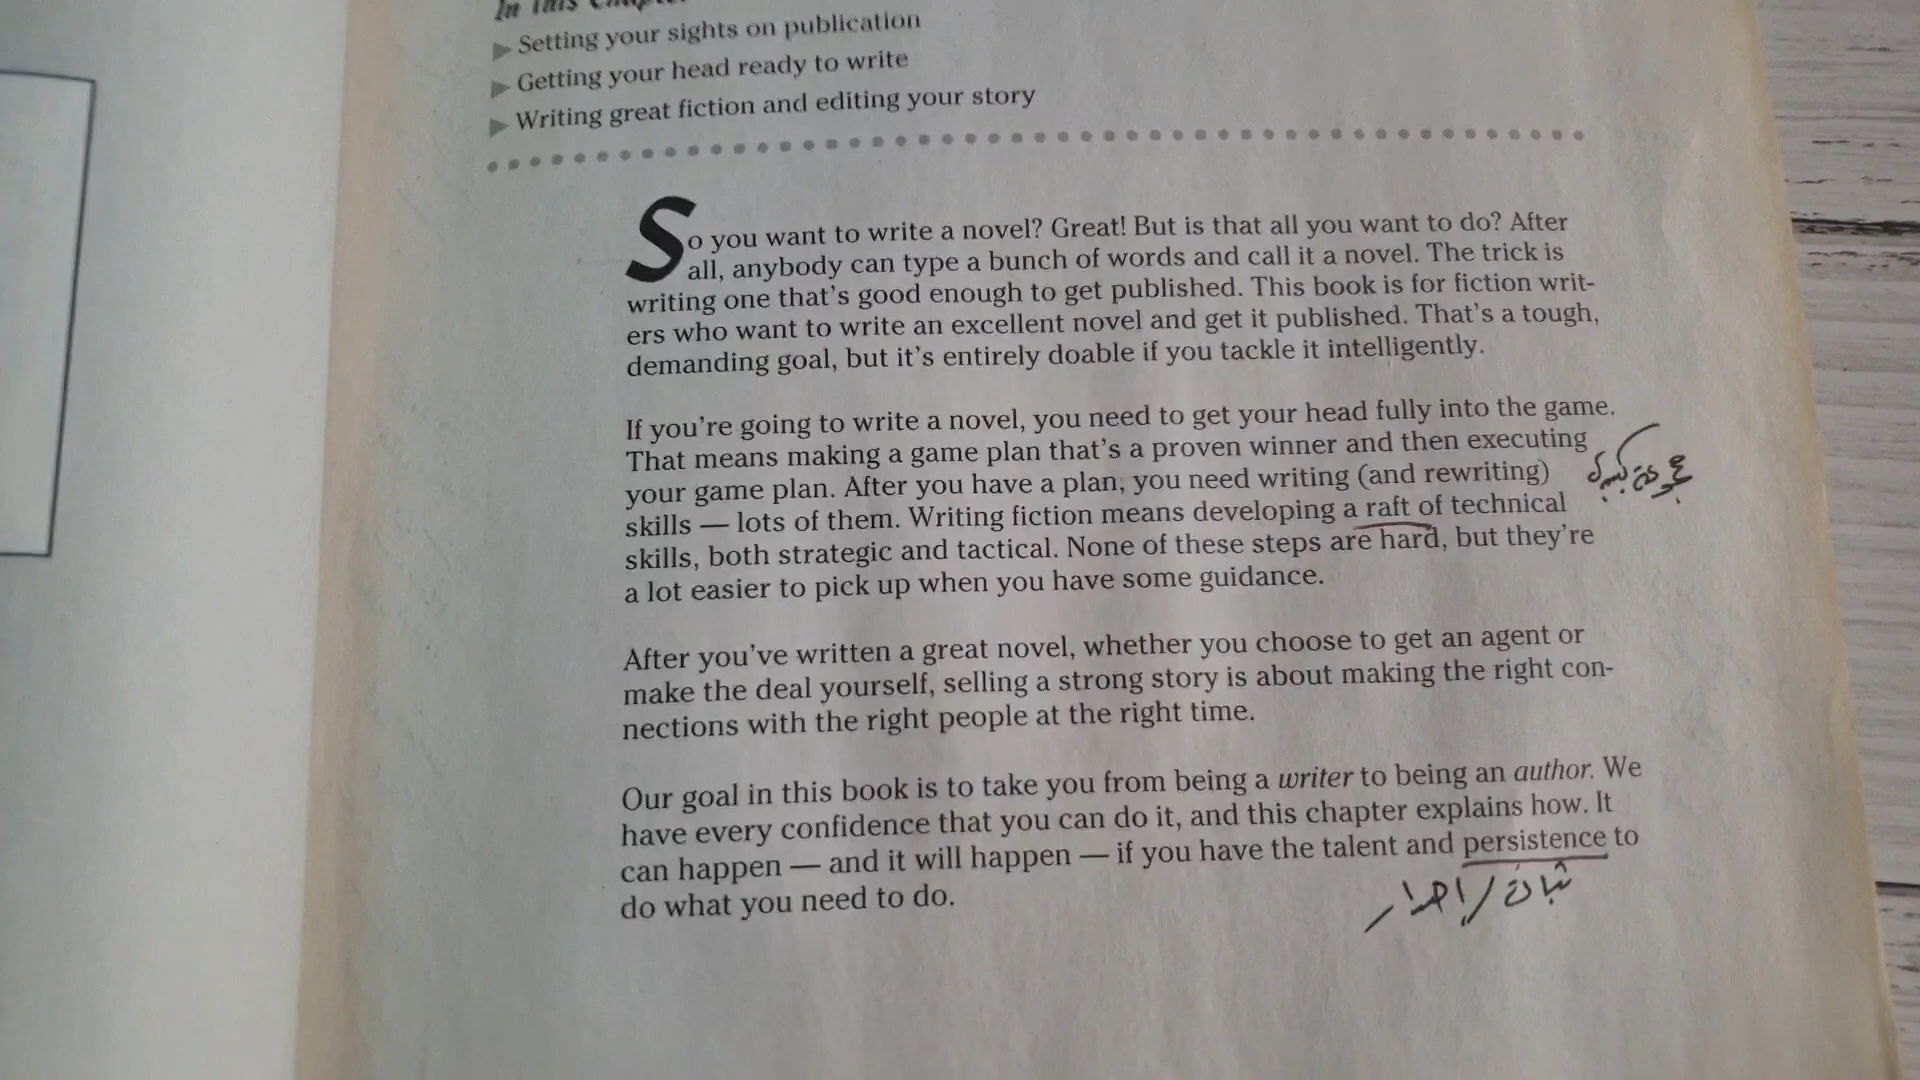 In this Chapter
Setting your sights on publication
Getting your head ready to write
Writing great fiction and editing your story
So you want to write a novel? Great! But is that all you want to do? After
all, anybody can type a bunch of words and call it a novel. The trick is
writing one that's good enough to get published. This book is for fiction writ-
ers who want to write an excellent novel and get it published. That's a tough,
demanding goal, but it's entirely doable if you tackle it intelligently.
If you're going to write a novel, you need to get your head fully into the game.
That means making a game plan that's a proven winner and then executing
your game plan. After you have a plan, you need writing (and rewriting)
skills — lots of them. Writing fiction means developing a raft of technical
skills, both strategic and tactical. None of these steps are hard, but they're
a lot easier to pick up when you have some guidance.
مجموعة كبيرة
After you've written a great novel, whether you choose to get an agent or
make the deal yourself, selling a strong story is about making the right con-
nections with the right people at the right time.
Our goal in this book is to take you from being a writer to being an author. We
have every confidence that you can do it, and this chapter explains how. It
can happen — and it will happen — if you have the talent and persistence to
do what you need to do.
إصرار